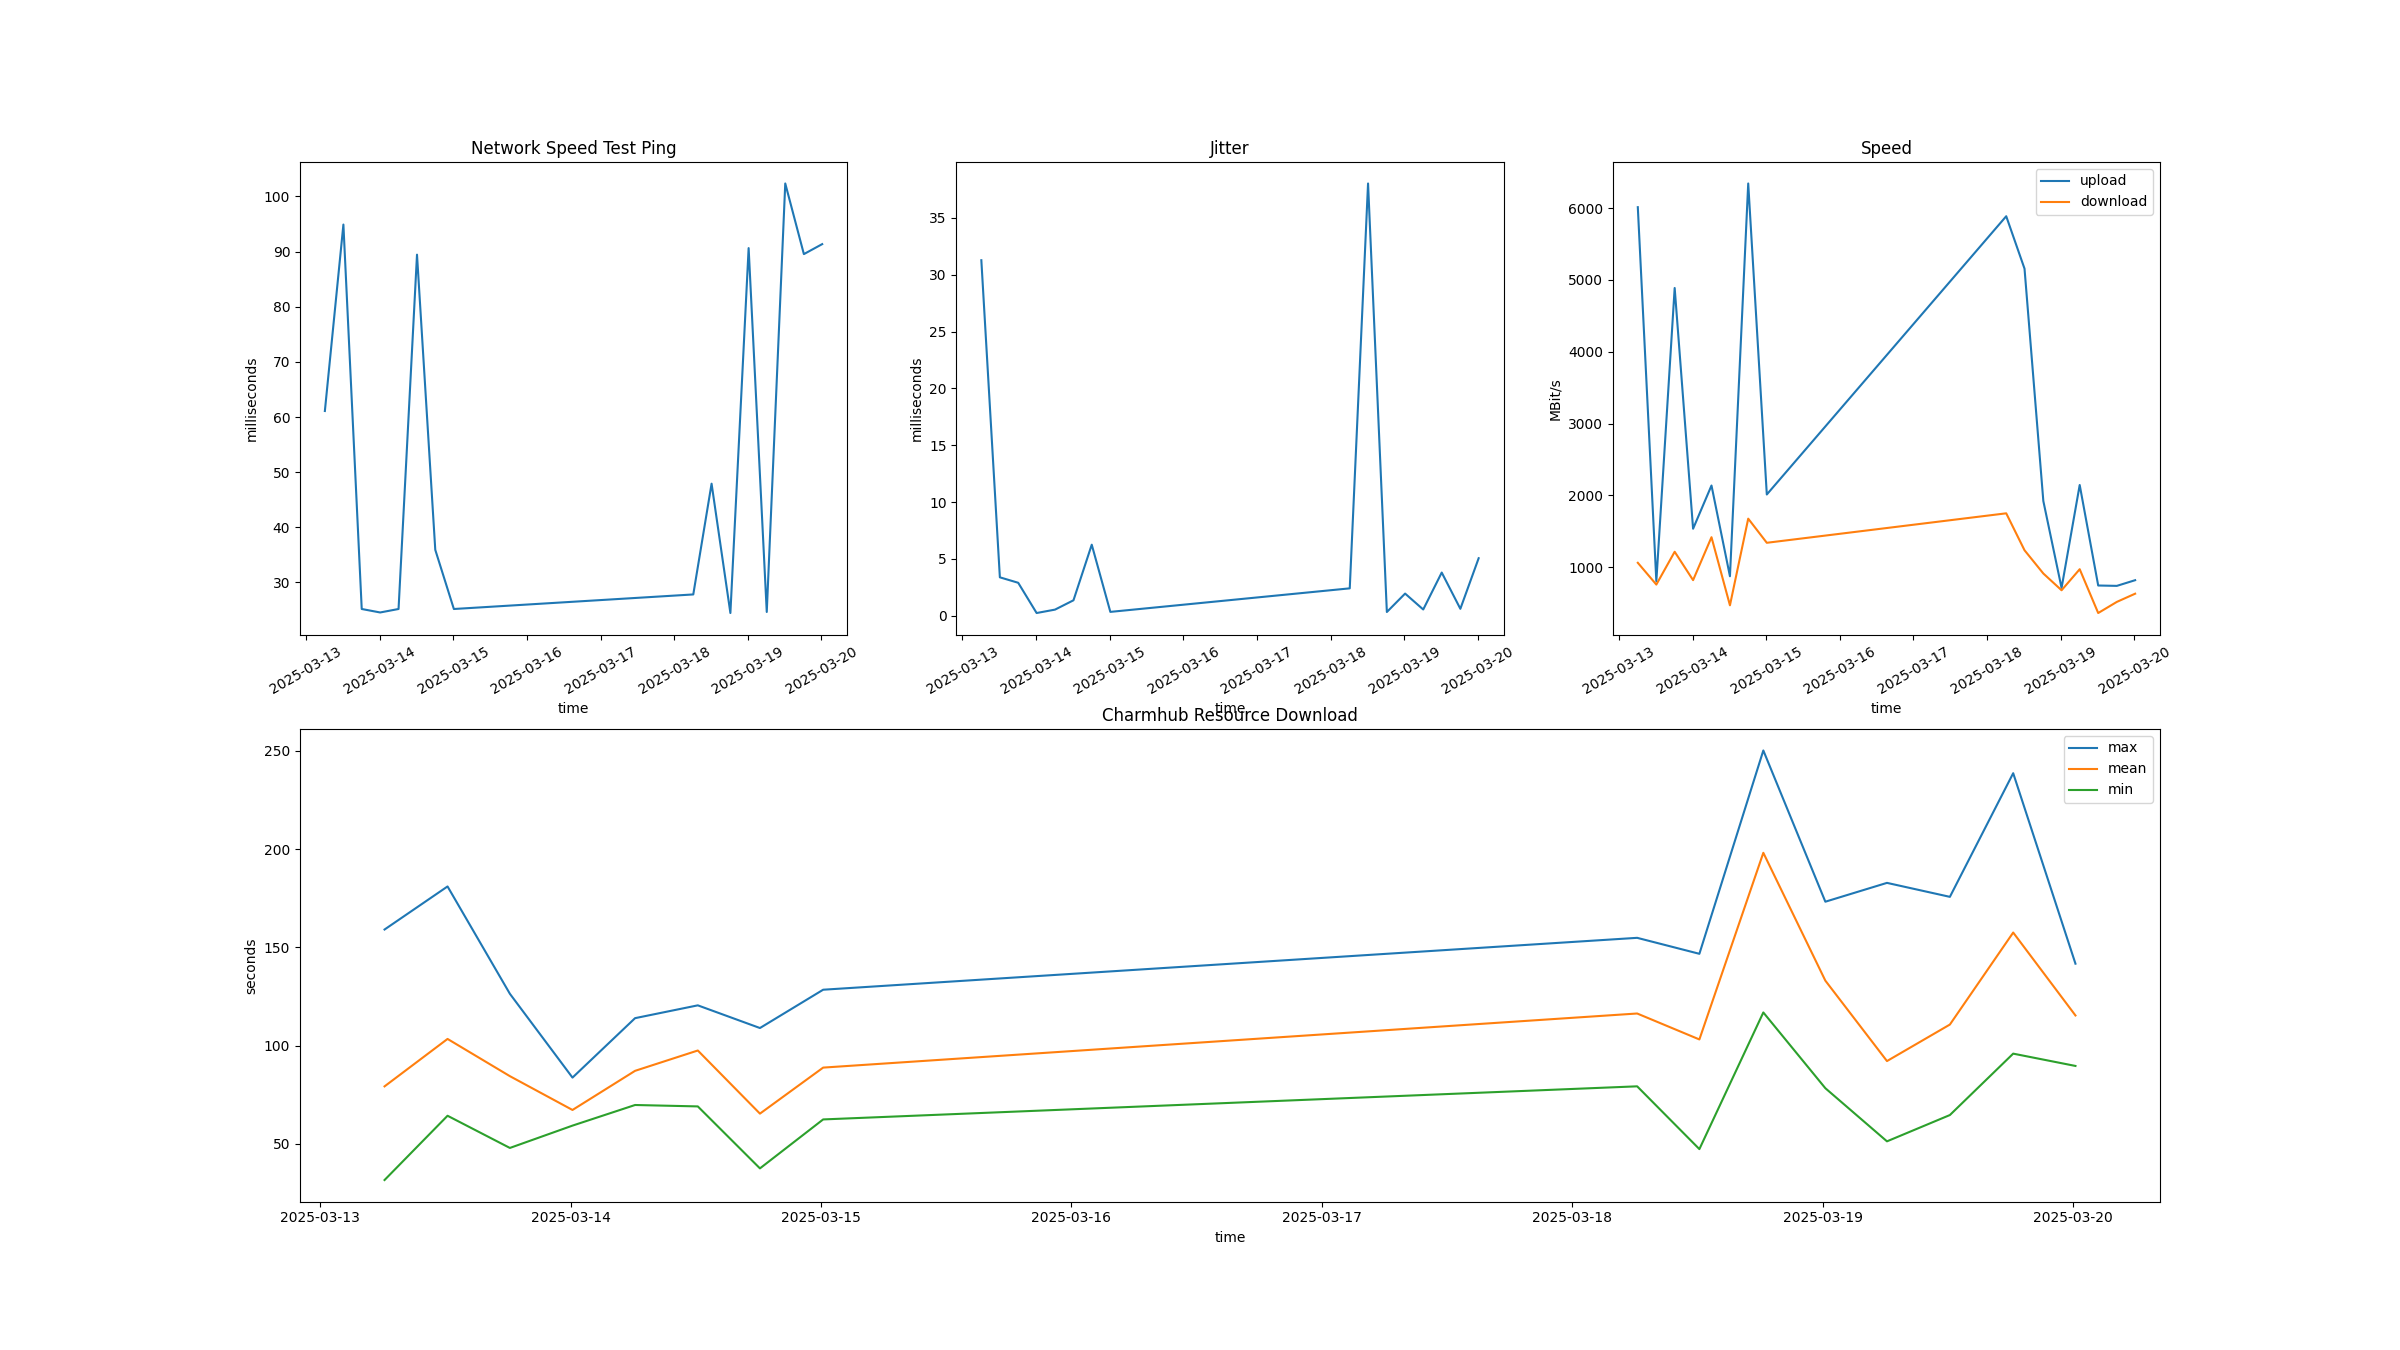 Network Speed Test Ping
milliseconds
100
90
80
70
60
50
40
30
2025-03-13 2025-03-14 2025-03-15 2025-03-16 2025-03-17 2025-03-18 2025-03-19 2025-03-20
time
Jitter
milliseconds
35
30
25
20
15
10
5
0
2025-03-13 2025-03-14 2025-03-15 2025-03-16 2025-03-17 2025-03-18 2025-03-19 2025-03-20
time
Speed
upload
download
MBit/s
6000
5000
4000
3000
2000
1000
2025-03-13 2025-03-14 2025-03-15 2025-03-16 2025-03-17 2025-03-18 2025-03-19 2025-03-20
time
Charmhub Resource Download
max
mean
min
seconds
250
200
150
100
50
2025-03-13 2025-03-14 2025-03-15 2025-03-16 2025-03-17 2025-03-18 2025-03-19 2025-03-20
time